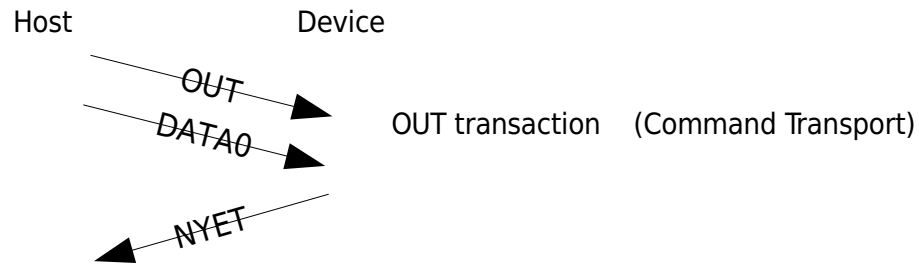 Host Device
OUT
DATA0
OUT transaction (Command Transport)
NYET